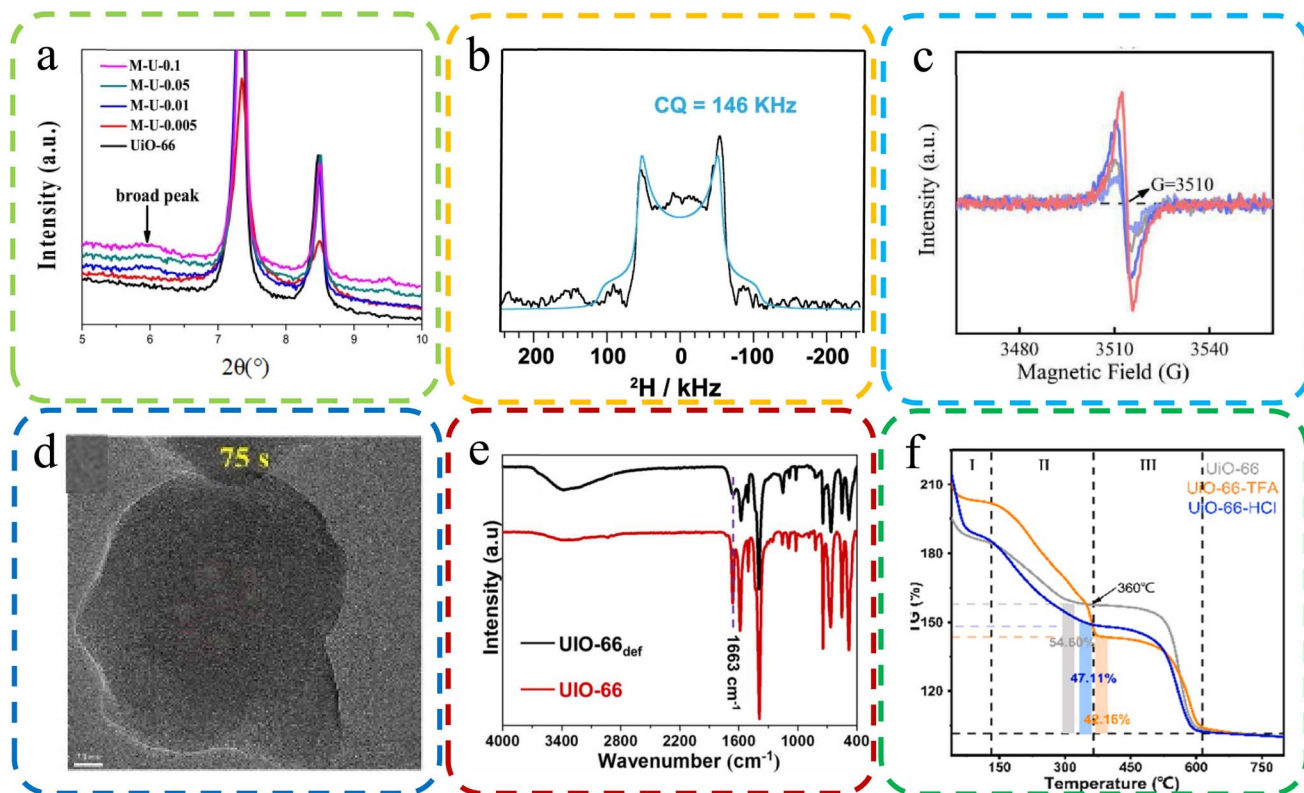 a
M-U-0.1
M-U-0.05
M-U-0.01
M-U-0.005
UiO-66
broad peak
Intensity (a.u.)
5 6 7 8 9 10
2θ(°)
b
CQ = 146 KHz
200 100 0 -100 -200
²H / kHz
c
Intensity (a.u.)
G=3510
3480 3510 3540
Magnetic Field (G)
d
75 s
e
Intensity (a.u)
UIO-66def
UIO-66
1663 cm⁻¹
4000 3400 2800 2200 1600 1000 400
Wavenumber (cm⁻¹)
f
I II III
UiO-66
UiO-66-TFA
UiO-66-HCl
210
180
150
120
(%)
360℃
54.60%
47.11%
42.16%
150 300 450 600 750
Temperature (℃)